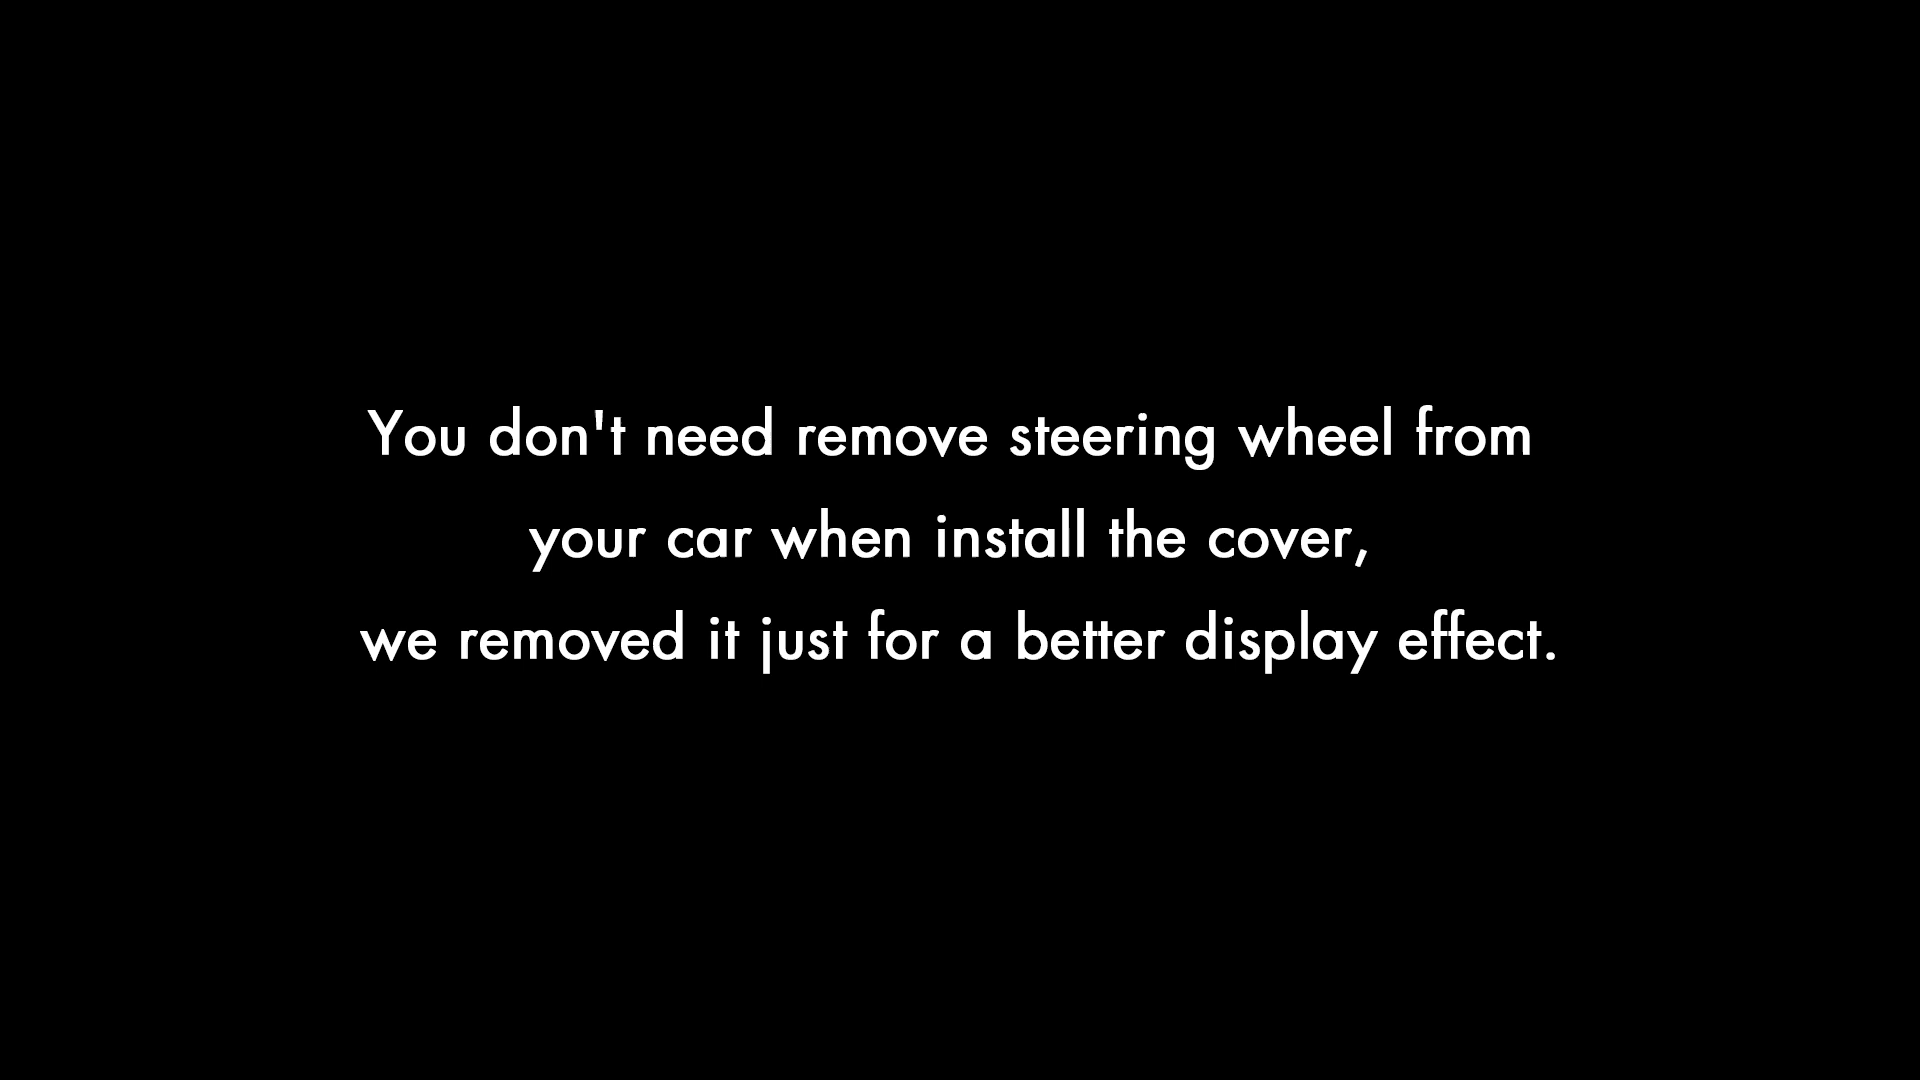 You don't need remove steering wheel from
your car when install the cover,
we removed it just for a better display effect.